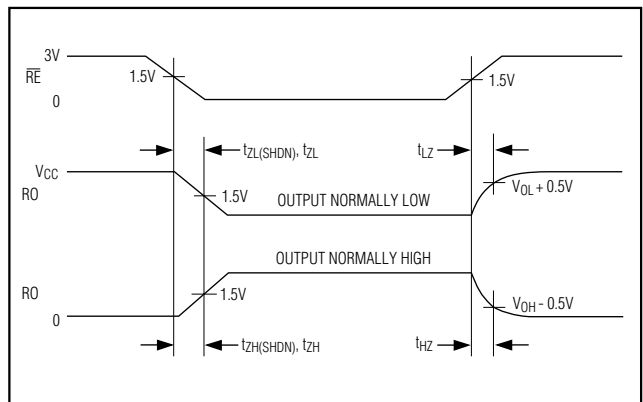 3V
RE
1.5V
1.5V
0
tZL(SHDN), tZL
tLZ
VCC
RO
1.5V
OUTPUT NORMALLY LOW
VOL + 0.5V
OUTPUT NORMALLY HIGH
RO
1.5V
VOH - 0.5V
0
tZH(SHDN), tZH
tHZ